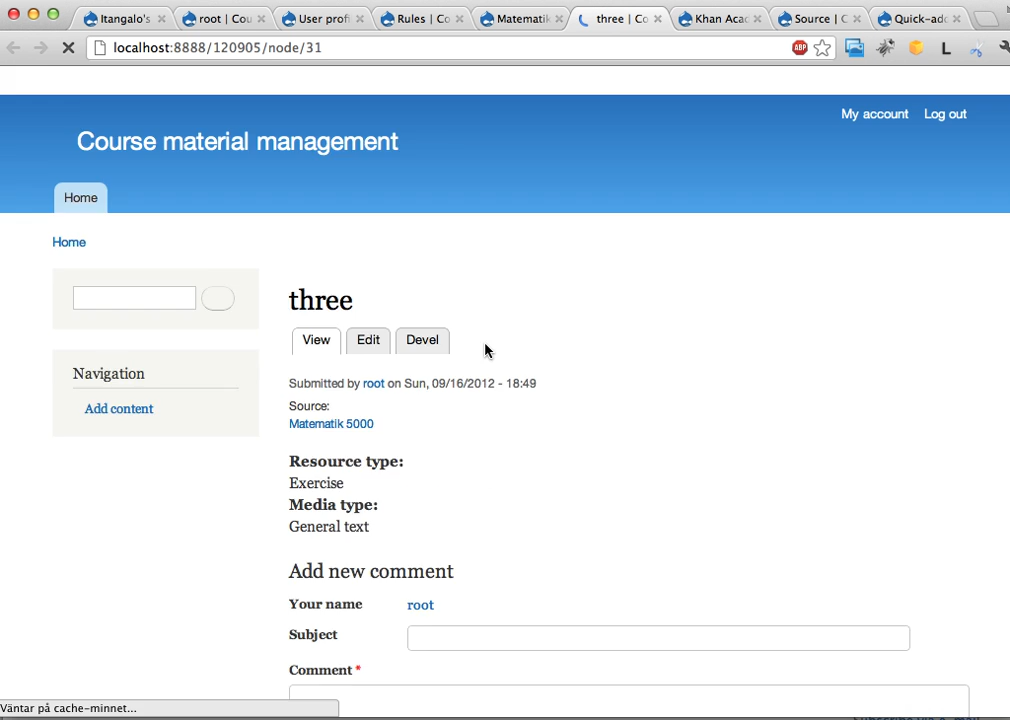 Itangalo's
root | Cou
User profi
Rules | Co
Matematik
three | Co
Khan Aca
Source | C
Quick-add
localhost:8888/120905/node/31
ABP
L
My account Log out
Course material management
Home
Home
three
View Edit Devel
Navigation
Add content
Submitted by root on Sun, 09/16/2012 - 18:49
Source:
Matematik 5000
Resource type:
Exercise
Media type:
General text
Add new comment
Your name root
Subject
Comment *
Väntar på cache-minnet...